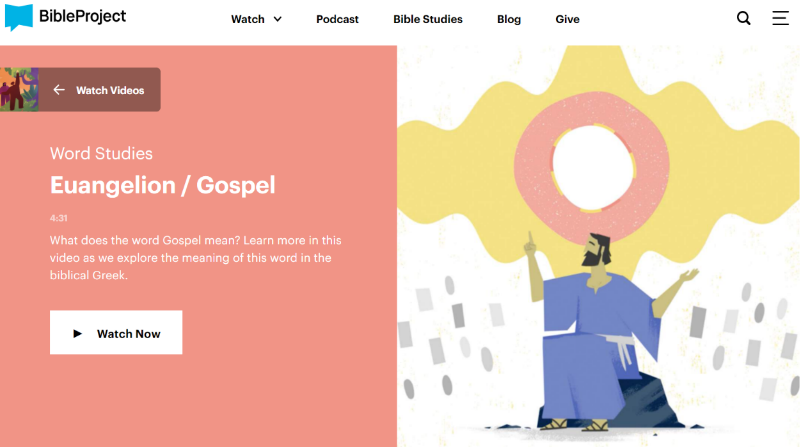 BibleProject
Watch
Podcast
Bible Studies
Blog
Give
Watch Videos
Word Studies
Euangelion / Gospel
4:31
What does the word Gospel mean? Learn more in this
video as we explore the meaning of this word in the
biblical Greek.
Watch Now